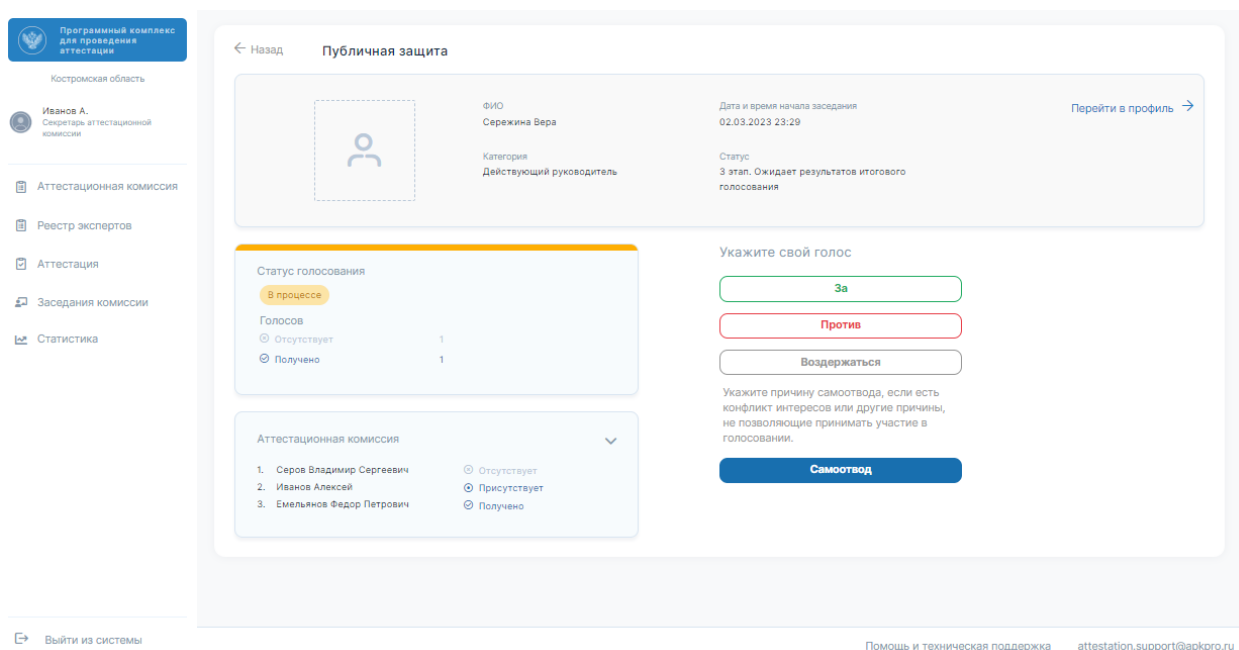 Программный комплекс
для проведения
аттестации
Костромская область
Иванов А.
Секретарь аттестационной
комиссии
Аттестационная комиссия
Реестр экспертов
Аттестация
Заседания комиссии
Статистика
Выйти из системы
Назад
Публичная защита
ФИО
Сережина Вера
Категория
Действующий руководитель
Дата и время начала заседания
02.03.2023 23:29
Статус
3 этап. Ожидает результатов итогового
голосования
Перейти в профиль
Статус голосования
В процессе
Голосов
Отсутствует 1
Получено 1
Аттестационная комиссия
1. Серов Владимир Сергеевич Отсутствует
2. Иванов Алексей Присутствует
3. Емельянов Федор Петрович Получено
Укажите свой голос
За
Против
Воздержаться
Укажите причину самоотвода, если есть
конфликт интересов или другие причины,
не позволяющие принимать участие в
голосовании.
Самоотвод
Помощь и техническая поддержка attestation.support@apkpro.ru